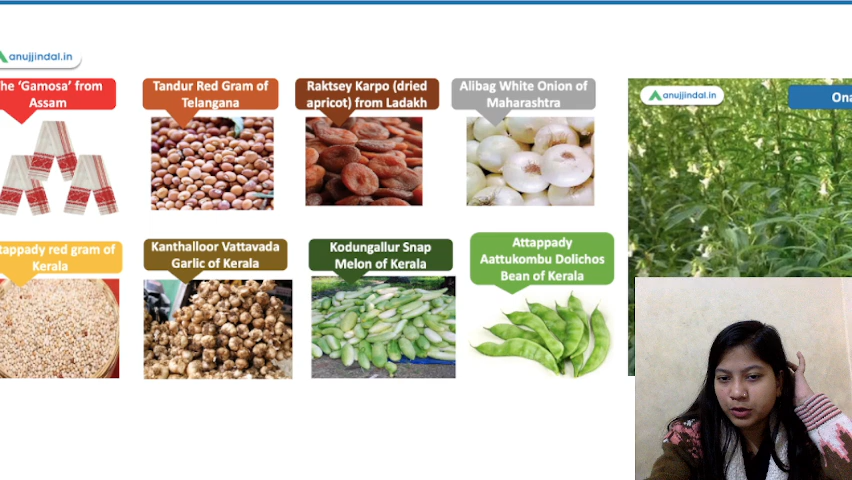 anujjindal.in
he ‘Gamosa’ from
Assam
Tandur Red Gram of
Telangana
Raktsey Karpo (dried
apricot) from Ladakh
Alibag White Onion of
Maharashtra
anujjindal.in
Ona
tappady red gram of
Kerala
Kanthalloor Vattavada
Garlic of Kerala
Kodungallur Snap
Melon of Kerala
Attappady
Aattukombu Dolichos
Bean of Kerala